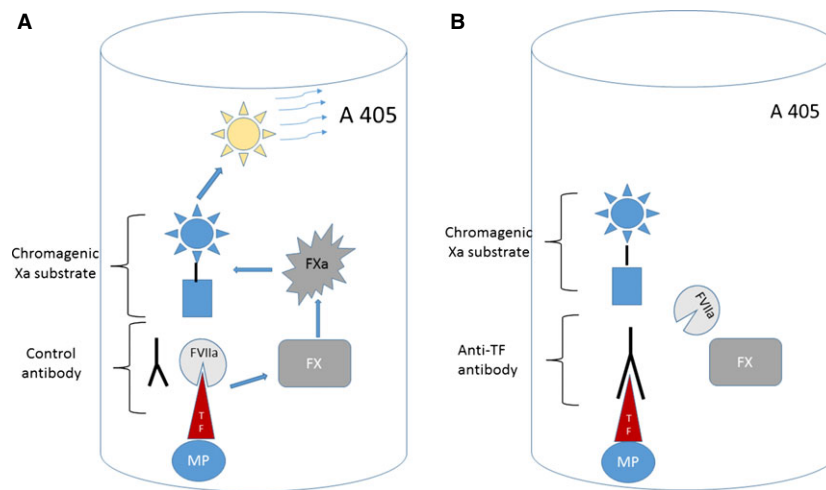 A
A 405
Chromagenic
Xa substrate
FXa
Control
antibody
FVIIa
FX
T
F
MP
B
A 405
Chromagenic
Xa substrate
FVIIa
Anti-TF
antibody
FX
T
F
MP